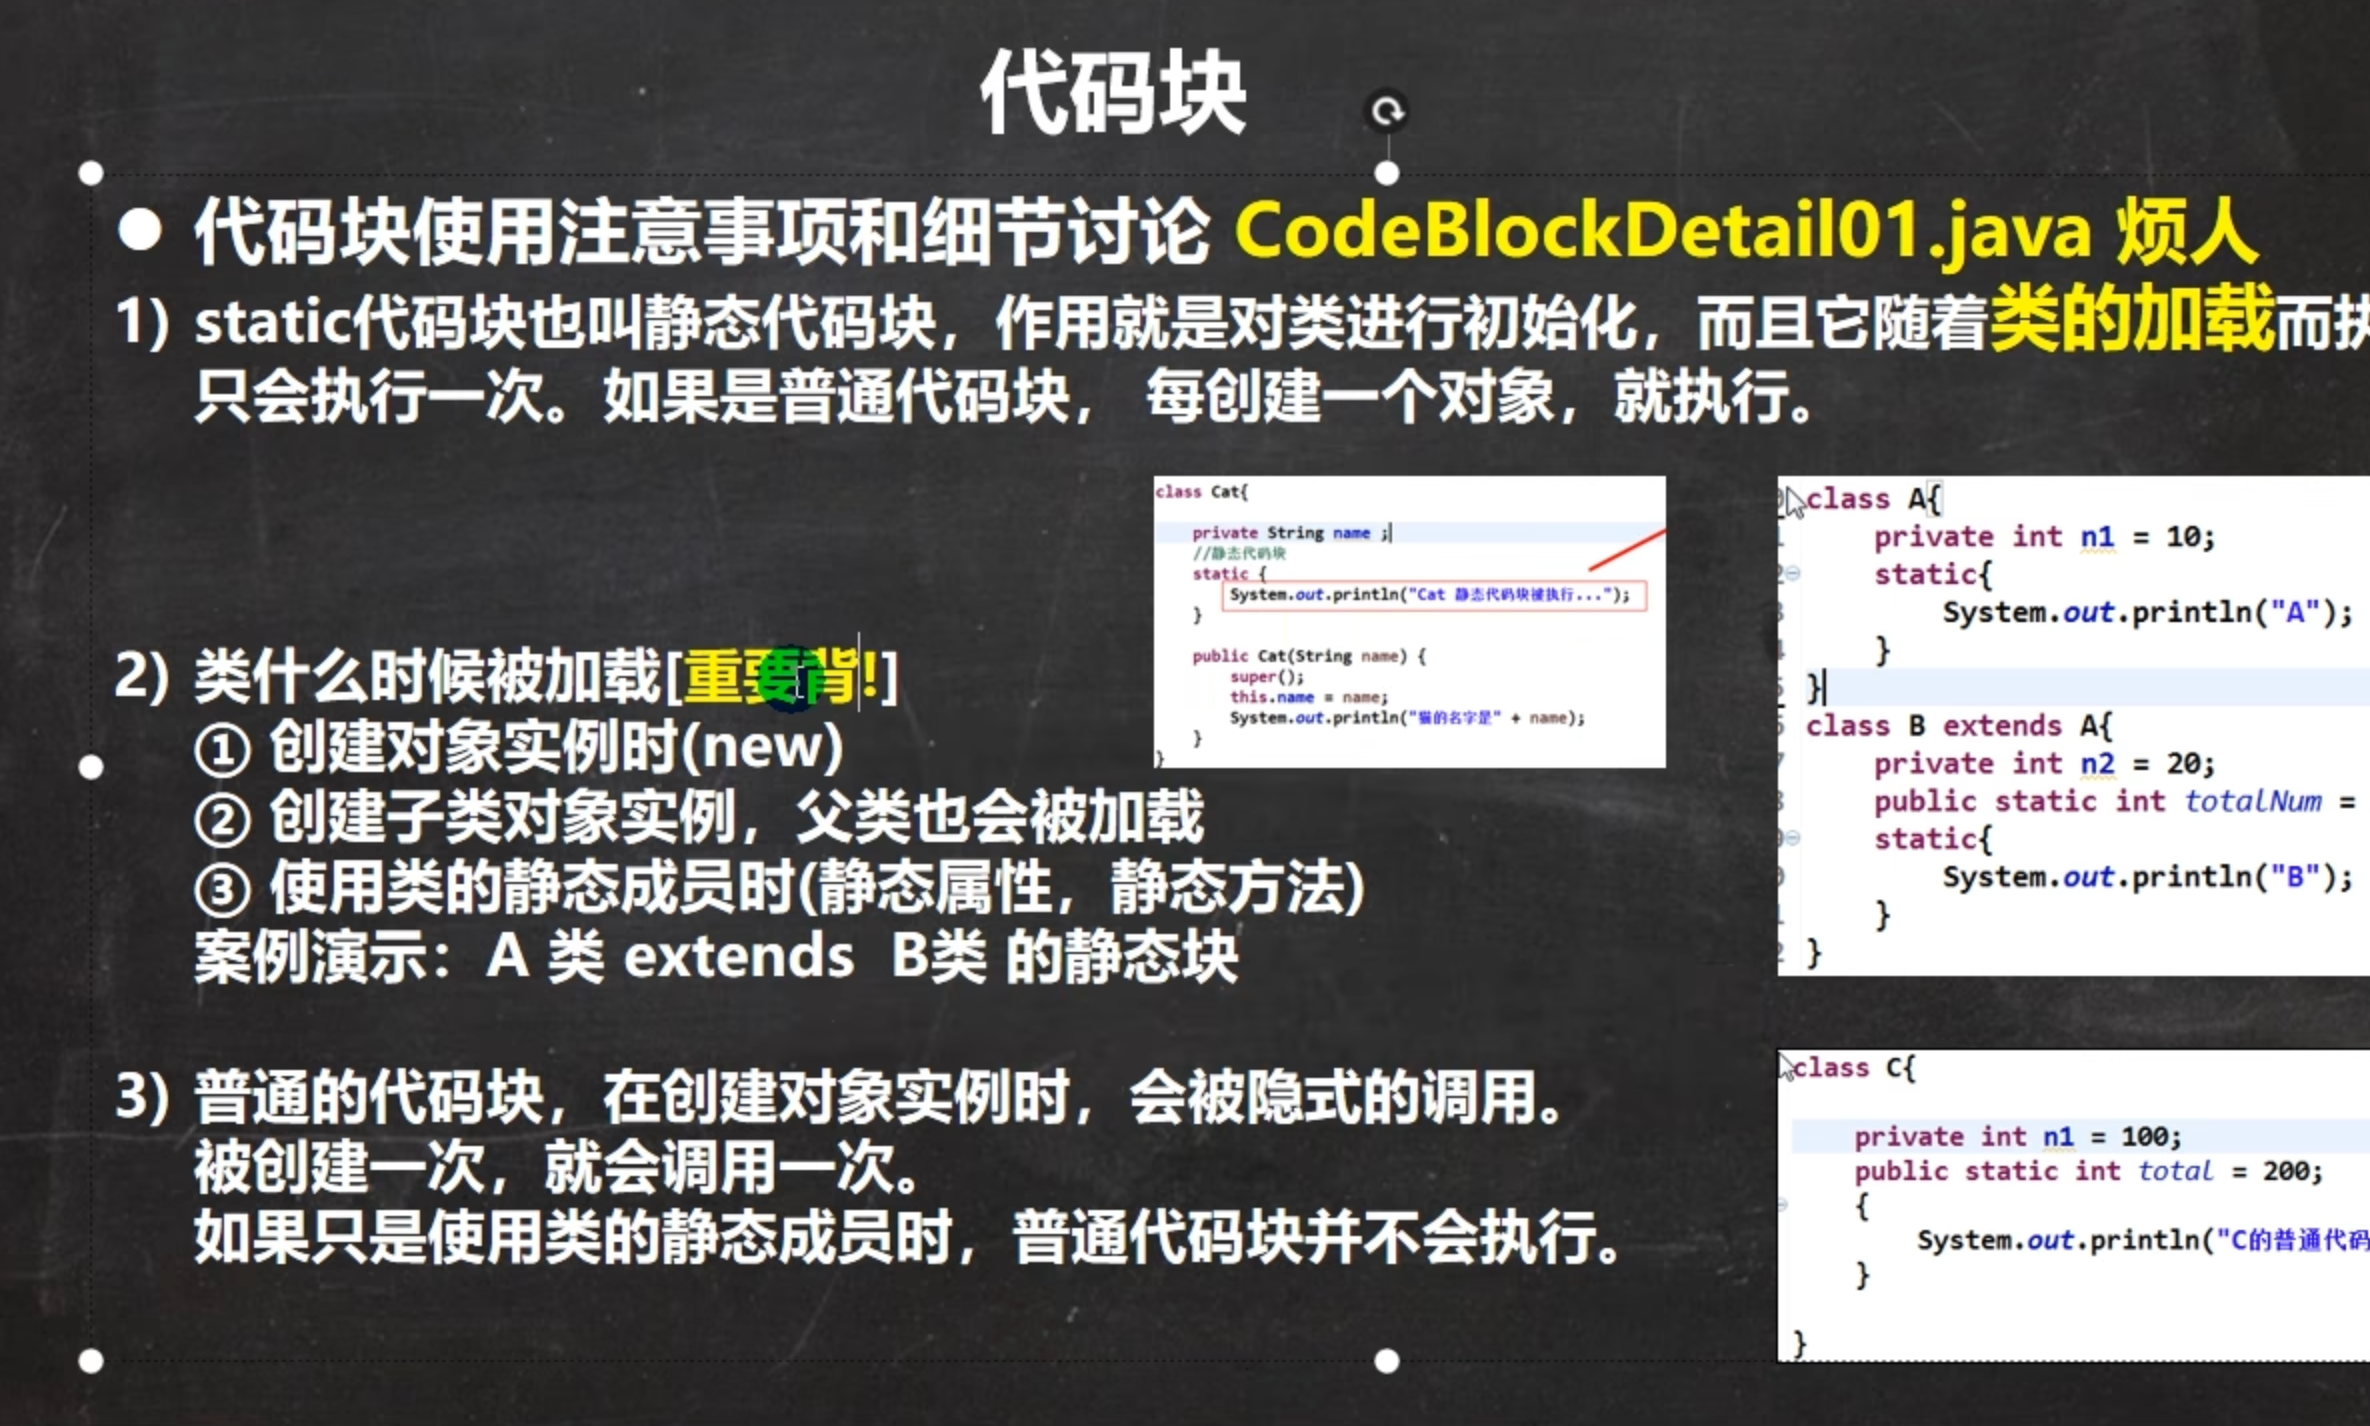 代码块
● 代码块使用注意事项和细节讨论 CodeBlockDetail01.java 烦人
1) static代码块也叫静态代码块，作用就是对类进行初始化，而且它随着类的加载而执
只会执行一次。如果是普通代码块， 每创建一个对象，就执行。
2) 类什么时候被加载[重要背!]
① 创建对象实例时(new)
② 创建子类对象实例，父类也会被加载
③ 使用类的静态成员时(静态属性，静态方法)
案例演示：A 类 extends B类 的静态块
3) 普通的代码块，在创建对象实例时，会被隐式的调用。
被创建一次，就会调用一次。
如果只是使用类的静态成员时，普通代码块并不会执行。
class Cat{
private String name ;
//静态代码块
static {
System.out.println("Cat 静态代码块被执行...");
}
public Cat(String name) {
super();
this.name = name;
System.out.println("猫的名字是" + name);
}
}
class A{
private int n1 = 10;
static{
System.out.println("A");
}
}
class B extends A{
private int n2 = 20;
public static int totalNum =
static{
System.out.println("B");
}
}
class C{
private int n1 = 100;
public static int total = 200;
{
System.out.println("C的普通代码
}
}